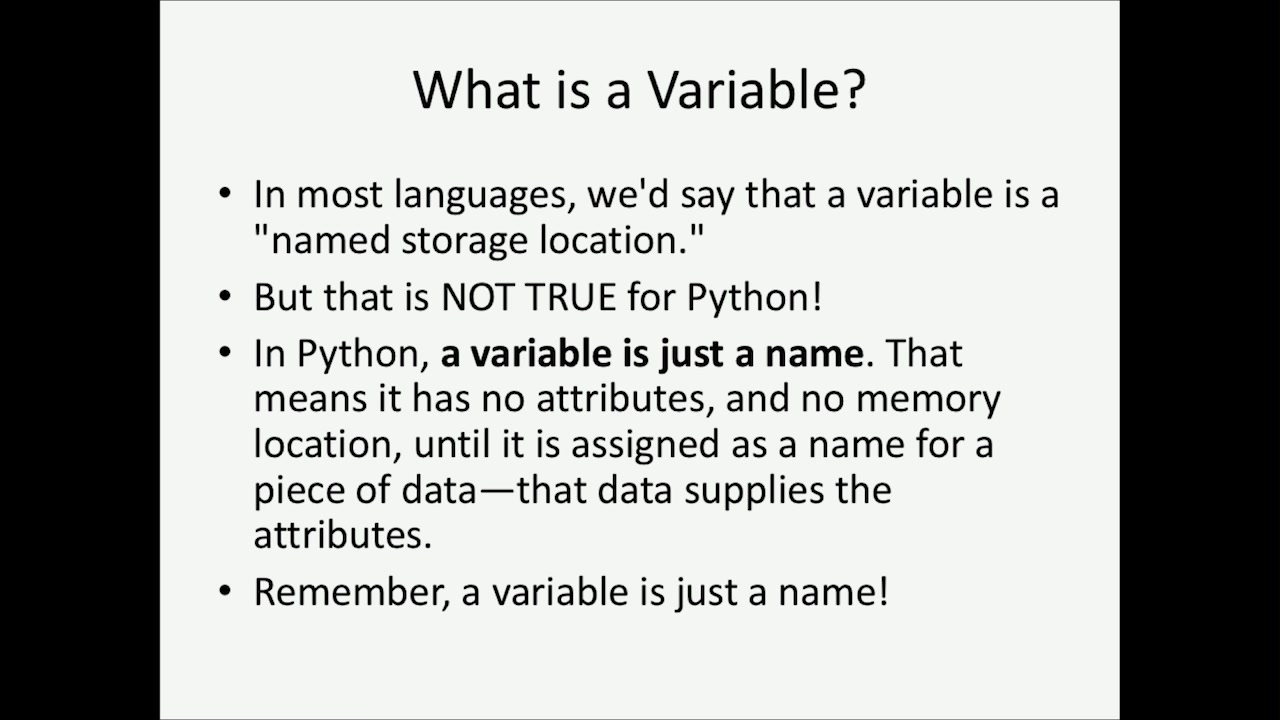 What is a Variable?
• In most languages, we'd say that a variable is a
"named storage location."
• But that is NOT TRUE for Python!
• In Python, a variable is just a name. That
means it has no attributes, and no memory
location, until it is assigned as a name for a
piece of data—that data supplies the
attributes.
• Remember, a variable is just a name!